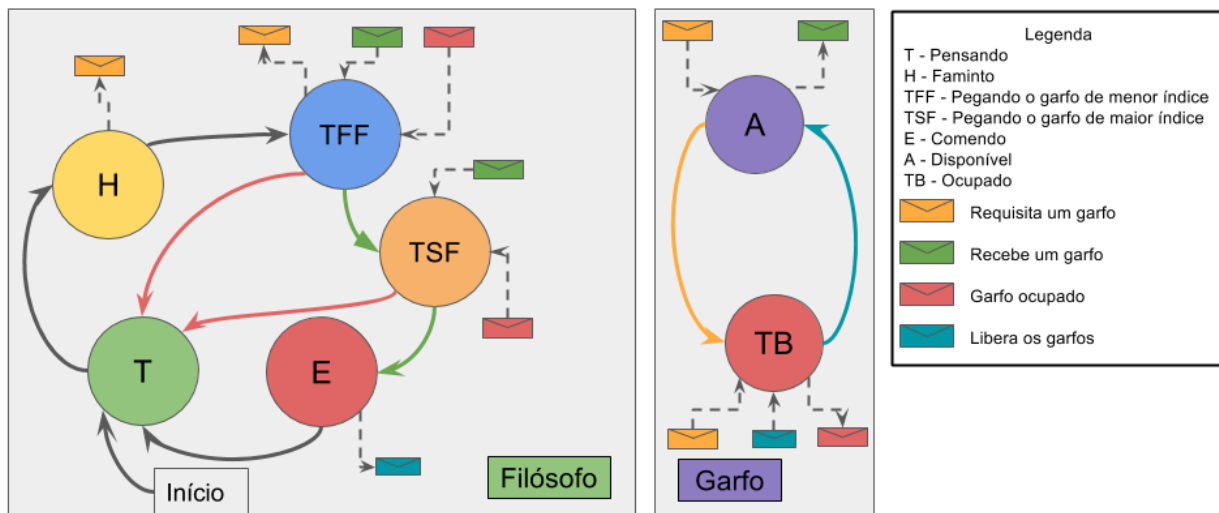 TFF
H
TSF
T
E
Início
Filósofo
A
TB
Garfo
Legenda
T - Pensando
H - Faminto
TFF - Pegando o garfo de menor índice
TSF - Pegando o garfo de maior índice
E - Comendo
A - Disponível
TB - Ocupado
Requisita um garfo
Recebe um garfo
Garfo ocupado
Libera os garfos